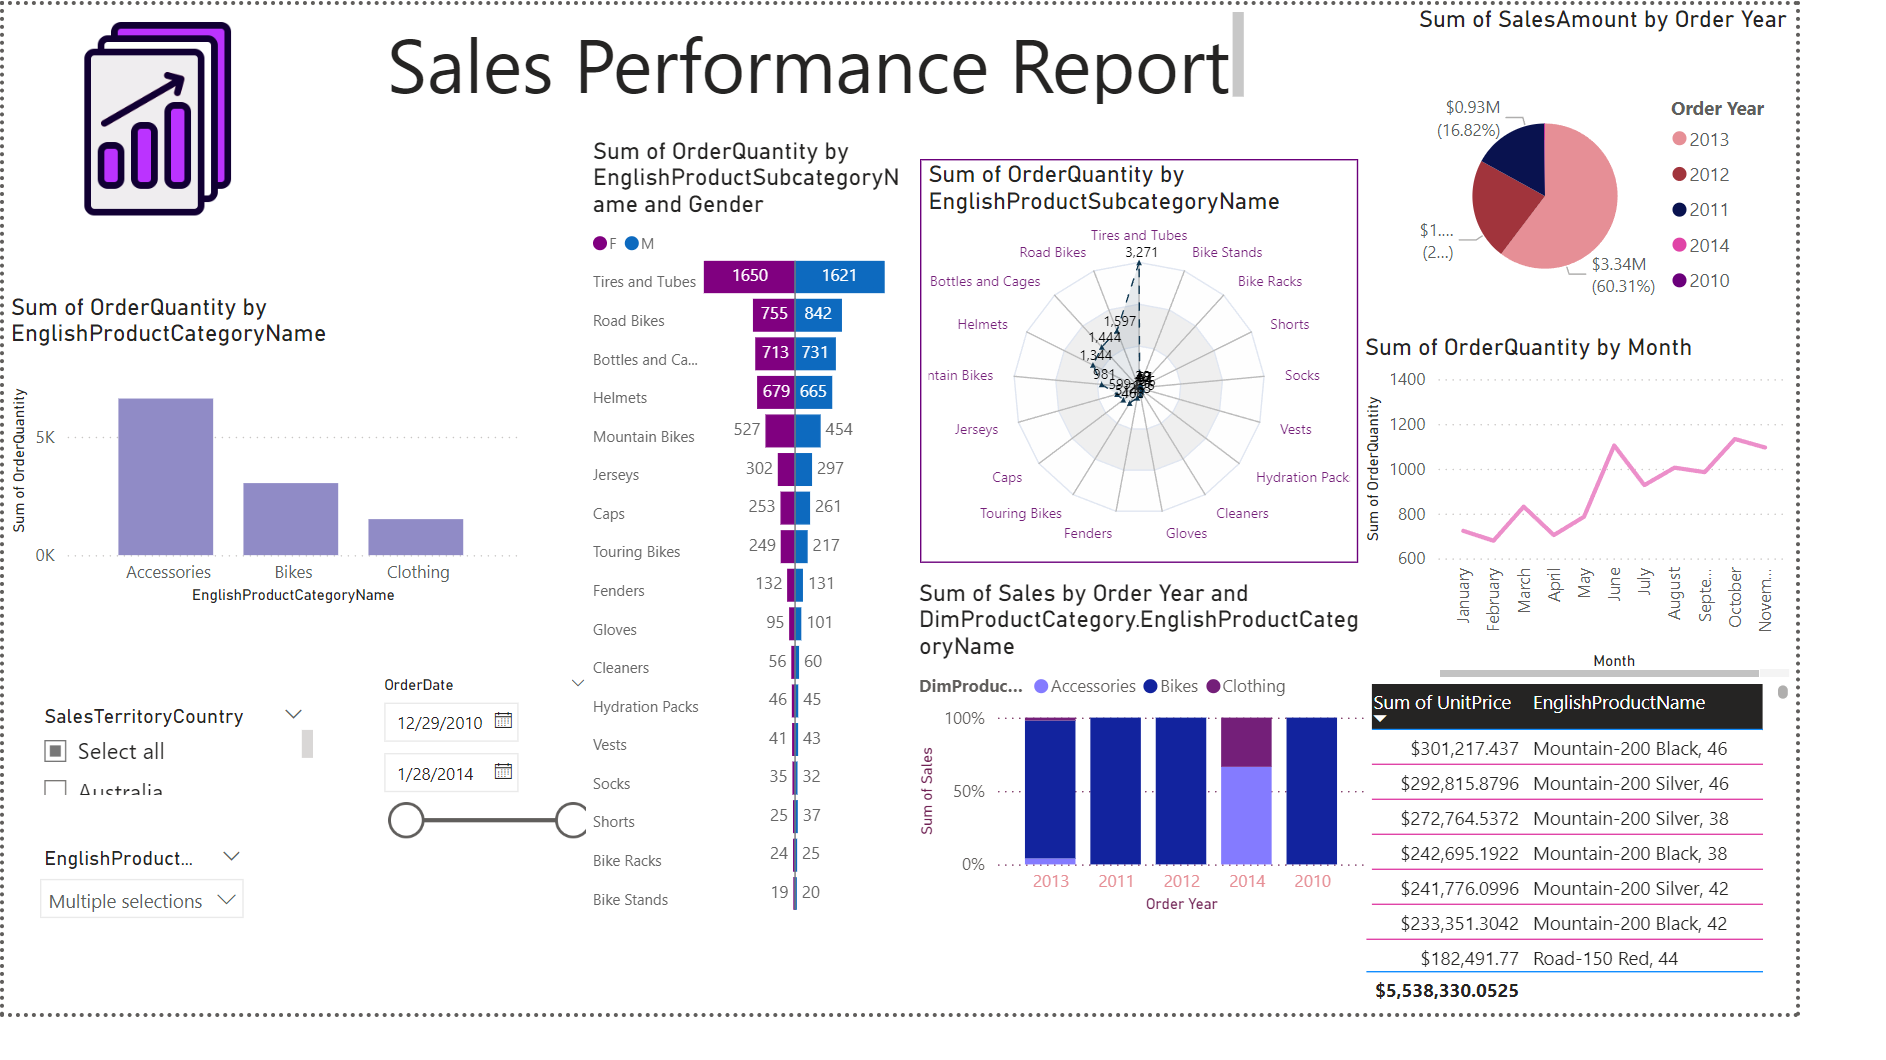 Sales Performance Report
Sum of OrderQuantity by
EnglishProductCategoryName
Sum of OrderQuantity
5K
0K
Accessories
Bikes
Clothing
EnglishProductCategoryName
SalesTerritoryCountry
Select all
Australia
EnglishProduct...
Multiple selections
OrderDate
12/29/2010
1/28/2014
Sum of OrderQuantity by
EnglishProductSubcategoryN
ame and Gender
F M
Tires and Tubes 1650 1621
Road Bikes 755 842
Bottles and Ca... 713 731
Helmets 679 665
Mountain Bikes 527 454
Jerseys 302 297
Caps 253 261
Touring Bikes 249 217
Fenders 132 131
Gloves 95 101
Cleaners 56 60
Hydration Packs 46 45
Vests 41 43
Socks 35 32
Shorts 25 37
Bike Racks 24 25
Bike Stands 19 20
Sum of OrderQuantity by
EnglishProductSubcategoryName
Tires and Tubes
3,271
Road Bikes
Bike Stands
Bottles and Cages
Bike Racks
Helmets
Shorts
1,597
1,444
1,344
981
599
ntain Bikes
Socks
Jerseys
Vests
Caps
Hydration Pack
Touring Bikes
Cleaners
Fenders
Gloves
Sum of Sales by Order Year and
DimProductCategory.EnglishProductCateg
oryName
DimProduc... Accessories Bikes Clothing
Sum of Sales
100%
50%
0%
2013 2011 2012 2014 2010
Order Year
Sum of SalesAmount by Order Year
$0.93M
(16.82%)
$1....
(2...)
$3.34M
(60.31%)
Order Year
2013
2012
2011
2014
2010
Sum of OrderQuantity by Month
Sum of OrderQuantity
1400
1200
1000
800
600
January
February
March
April
May
June
July
August
Septe...
October
Novem...
Month
Sum of UnitPrice EnglishProductName
$301,217.437 Mountain-200 Black, 46
$292,815.8796 Mountain-200 Silver, 46
$272,764.5372 Mountain-200 Silver, 38
$242,695.1922 Mountain-200 Black, 38
$241,776.0996 Mountain-200 Silver, 42
$233,351.3042 Mountain-200 Black, 42
$182,491.77 Road-150 Red, 44
$5,538,330.0525